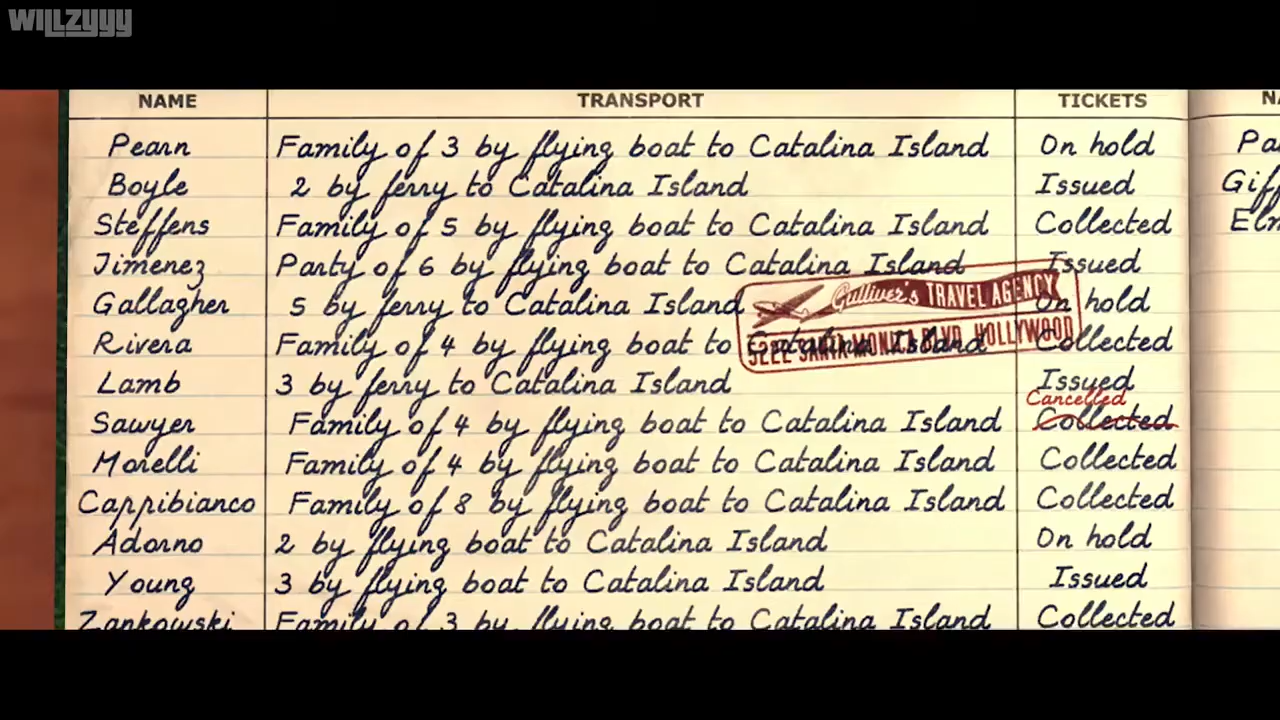 WILLZYYY
NAME TRANSPORT TICKETS
Pearn Family of 3 by flying boat to Catalina Island On hold
Boyle 2 by ferry to Catalina Island Issued
Steffens Family of 5 by flying boat to Catalina Island Collected
Jimenez Party of 6 by flying boat to Catalina Island Issued
Gallagher 5 by ferry to Catalina Island On hold
Gulliver's TRAVEL AGENCY
Rivera Family of 4 by flying boat to Catalina Island Collected
5222 SANTA MONICA BLVD. HOLLYWOOD
Lamb 3 by ferry to Catalina Island Issued
Cancelled
Sawyer Family of 4 by flying boat to Catalina Island Collected
Morelli Family of 4 by flying boat to Catalina Island Collected
Cappibianco Family of 8 by flying boat to Catalina Island Collected
Adorno 2 by flying boat to Catalina Island On hold
Young 3 by flying boat to Catalina Island Issued
Zankowski Family of 3 by flying boat to Catalina Island Collected